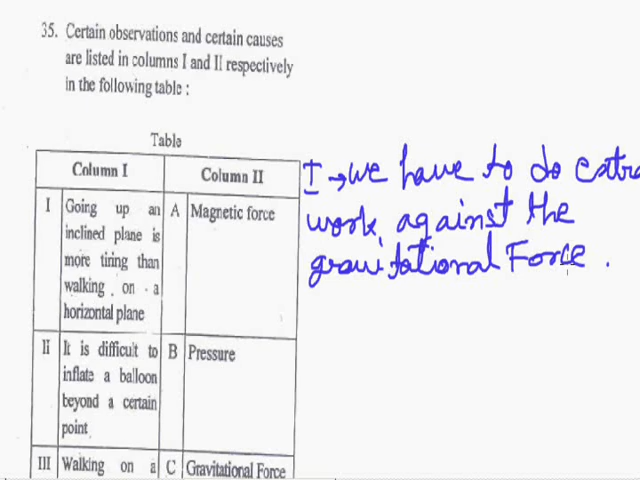 35. Certain observations and certain causes
are listed in columns I and II respectively
in the following table :
Table
Column I Column II
I Going up an A Magnetic force
inclined plane is
more tiring than
walking on a
horizontal plane
II It is difficult to B Pressure
inflate a balloon
beyond a certain
point
III Walking on a C Gravitational Force
I → we have to do extra
work against the
gravitational Force.